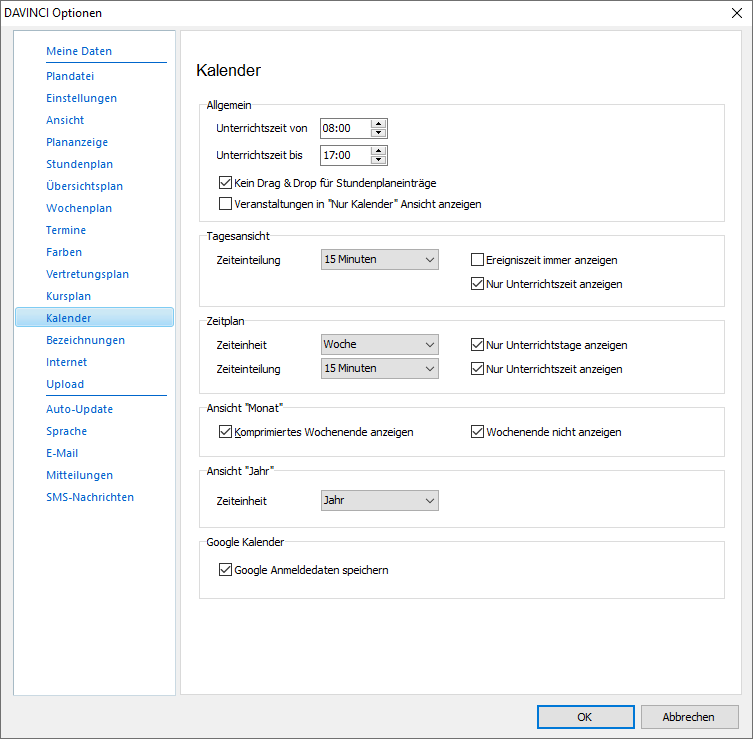 DAVINCI Optionen
Meine Daten
Plandatei
Einstellungen
Ansicht
Plananzeige
Stundenplan
Übersichtsplan
Wochenplan
Termine
Farben
Vertretungsplan
Kursplan
Kalender
Bezeichnungen
Internet
Upload
Auto-Update
Sprache
E-Mail
Mitteilungen
SMS-Nachrichten
Kalender
Allgemein
Unterrichtszeit von 08:00
Unterrichtszeit bis 17:00
Kein Drag & Drop für Stundenplaneinträge
Veranstaltungen in "Nur Kalender" Ansicht anzeigen
Tagesansicht
Zeiteinteilung 15 Minuten Ereigniszeit immer anzeigen
Nur Unterrichtszeit anzeigen
Zeitplan
Zeiteinheit Woche Nur Unterrichtstage anzeigen
Zeiteinteilung 15 Minuten Nur Unterrichtszeit anzeigen
Ansicht "Monat"
Komprimiertes Wochenende anzeigen Wochenende nicht anzeigen
Ansicht "Jahr"
Zeiteinheit Jahr
Google Kalender
Google Anmeldedaten speichern
OK Abbrechen